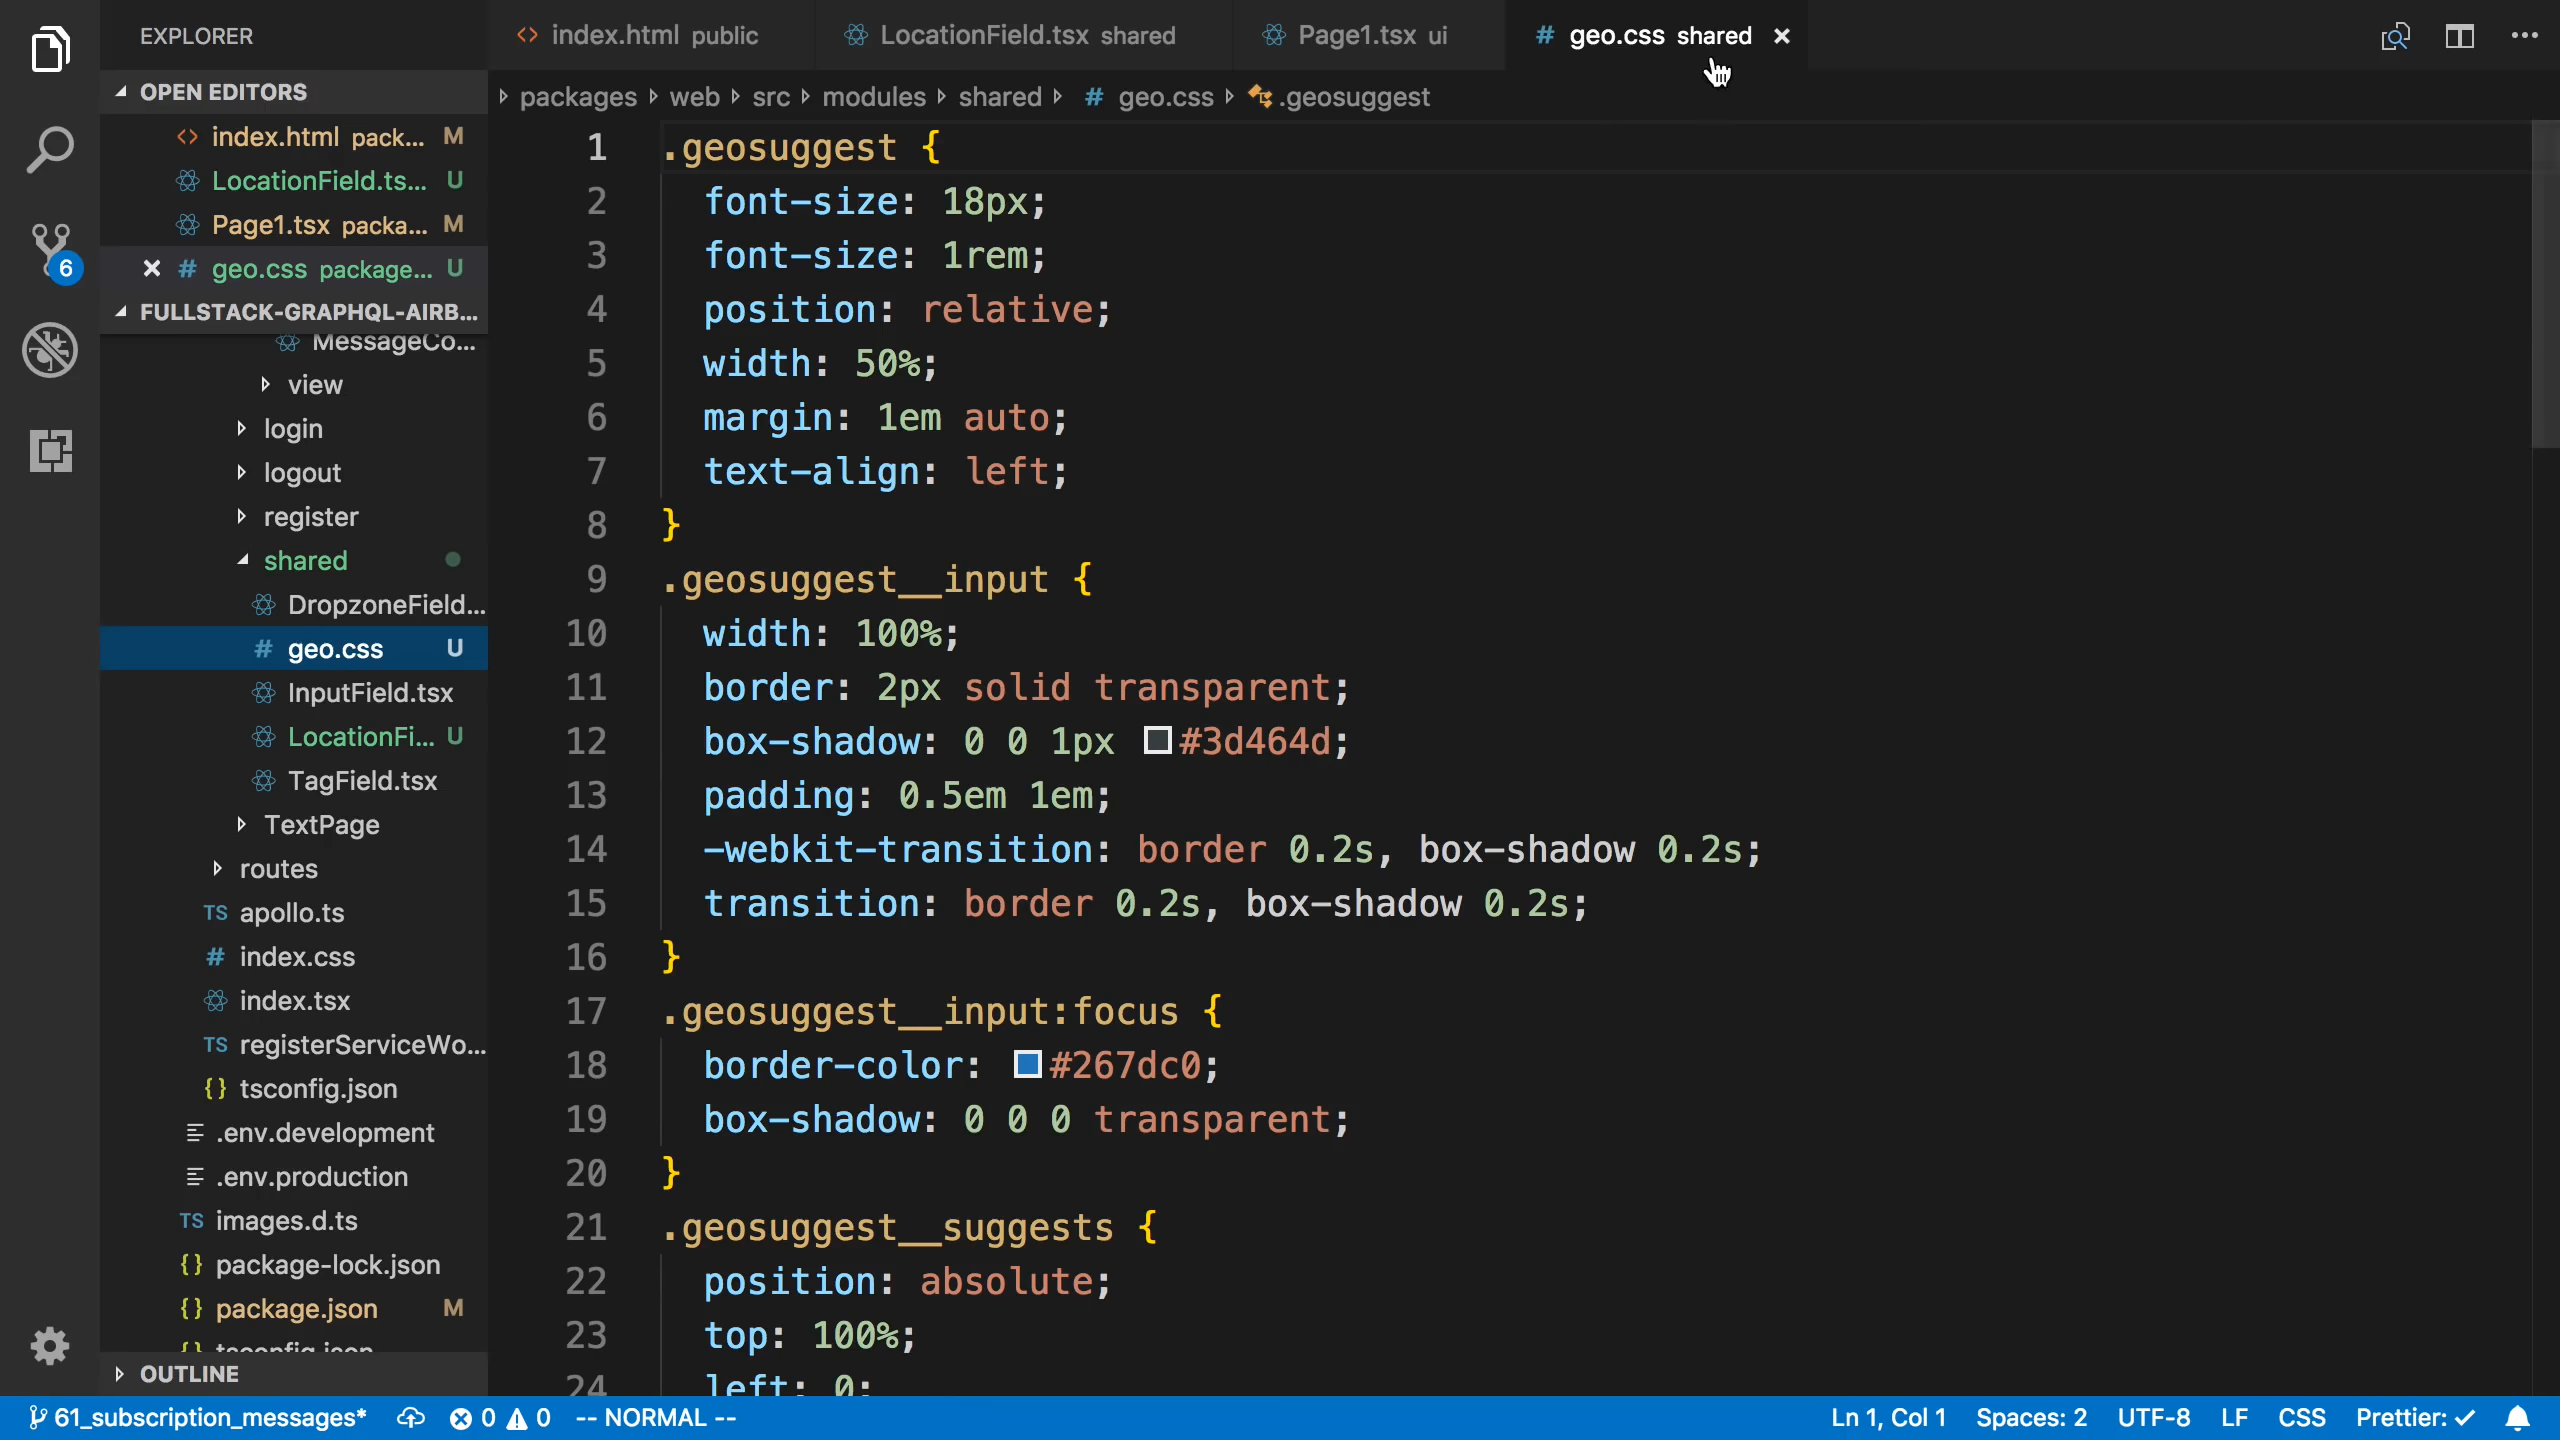 EXPLORER
OPEN EDITORS
<> index.html pack... M
LocationField.ts... U
Page1.tsx packa... M
# geo.css package... U
FULLSTACK-GRAPHQL-AIRB...
MessageCo...
view
login
logout
register
shared
DropzoneField...
# geo.css U
InputField.tsx
LocationFi... U
TagField.tsx
TextPage
routes
TS apollo.ts
# index.css
index.tsx
TS registerServiceWo...
{} tsconfig.json
.env.development
.env.production
TS images.d.ts
{} package-lock.json
{} package.json M
{} tsconfig.json
OUTLINE
6
<> index.html public
LocationField.tsx shared
Page1.tsx ui
# geo.css shared
packages web src modules shared # geo.css .geosuggest
1 .geosuggest {
2 font-size: 18px;
3 font-size: 1rem;
4 position: relative;
5 width: 50%;
6 margin: 1em auto;
7 text-align: left;
8 }
9 .geosuggest__input {
10 width: 100%;
11 border: 2px solid transparent;
12 box-shadow: 0 0 1px #3d464d;
13 padding: 0.5em 1em;
14 -webkit-transition: border 0.2s, box-shadow 0.2s;
15 transition: border 0.2s, box-shadow 0.2s;
16 }
17 .geosuggest__input:focus {
18 border-color: #267dc0;
19 box-shadow: 0 0 0 transparent;
20 }
21 .geosuggest__suggests {
22 position: absolute;
23 top: 100%;
24 left: 0;
61_subscription_messages* 0 0 -- NORMAL -- Ln 1, Col 1 Spaces: 2 UTF-8 LF CSS Prettier: ✓